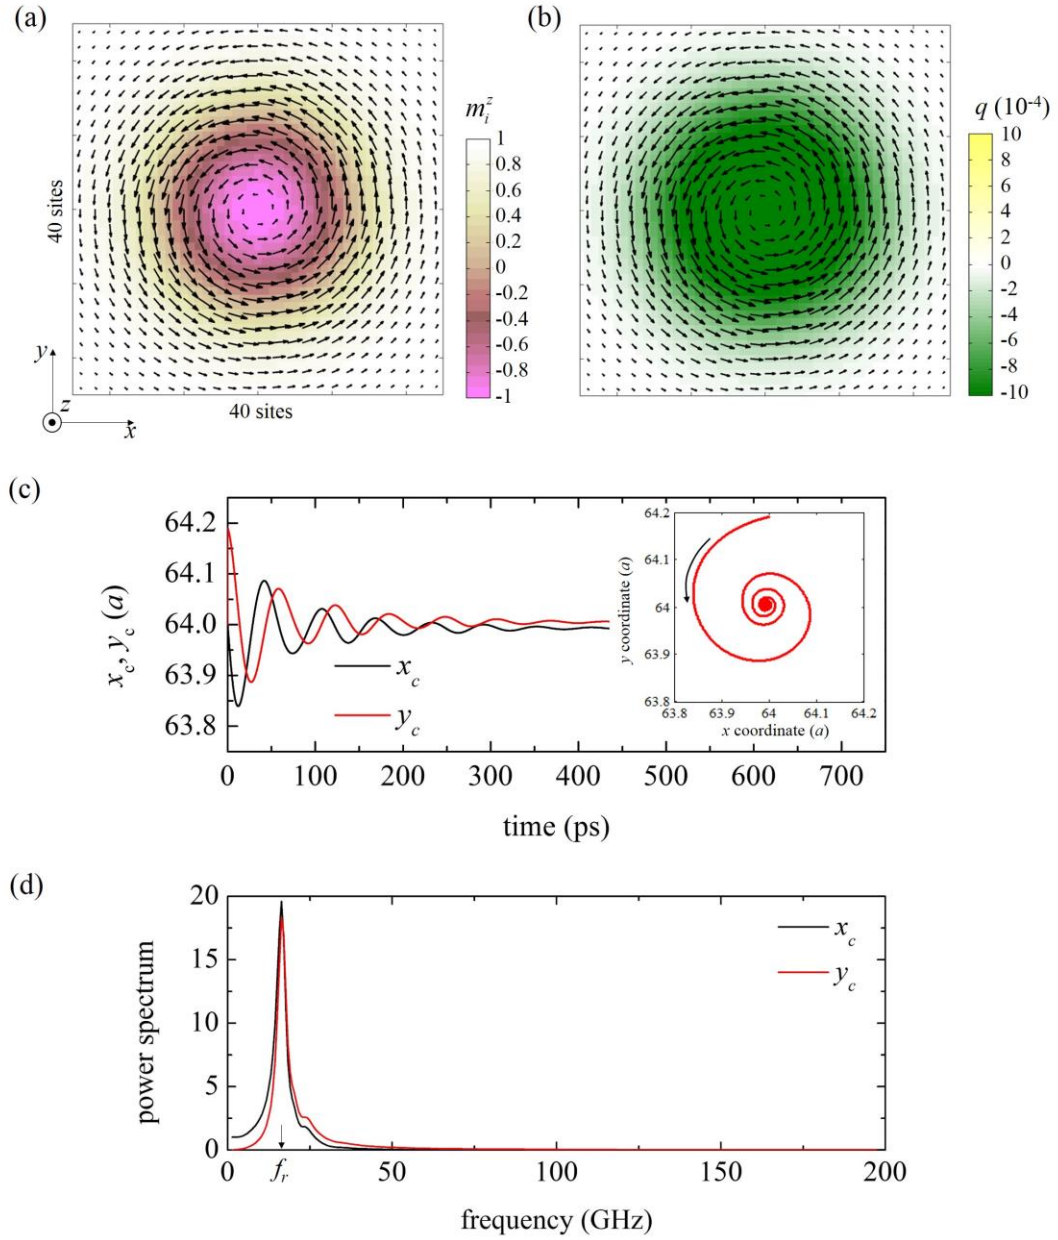 (a)
(b)
m_i^z
1
0.8
0.6
0.4
0.2
0
-0.2
-0.4
-0.6
-0.8
-1
q (10^-4)
10
8
6
4
2
0
-2
-4
-6
-8
-10
40 sites
40 sites
y
z
x
(c)
x_c, y_c (a)
64.2
64.1
64.0
63.9
63.8
x_c
y_c
0 100 200 300 400 500 600 700
time (ps)
y coordinate (a)
64.2
64.1
64
63.9
63.8
63.8 63.9 64 64.1 64.2
x coordinate (a)
(d)
power spectrum
20
15
10
5
0
x_c
y_c
0 50 100 150 200
f_r
frequency (GHz)